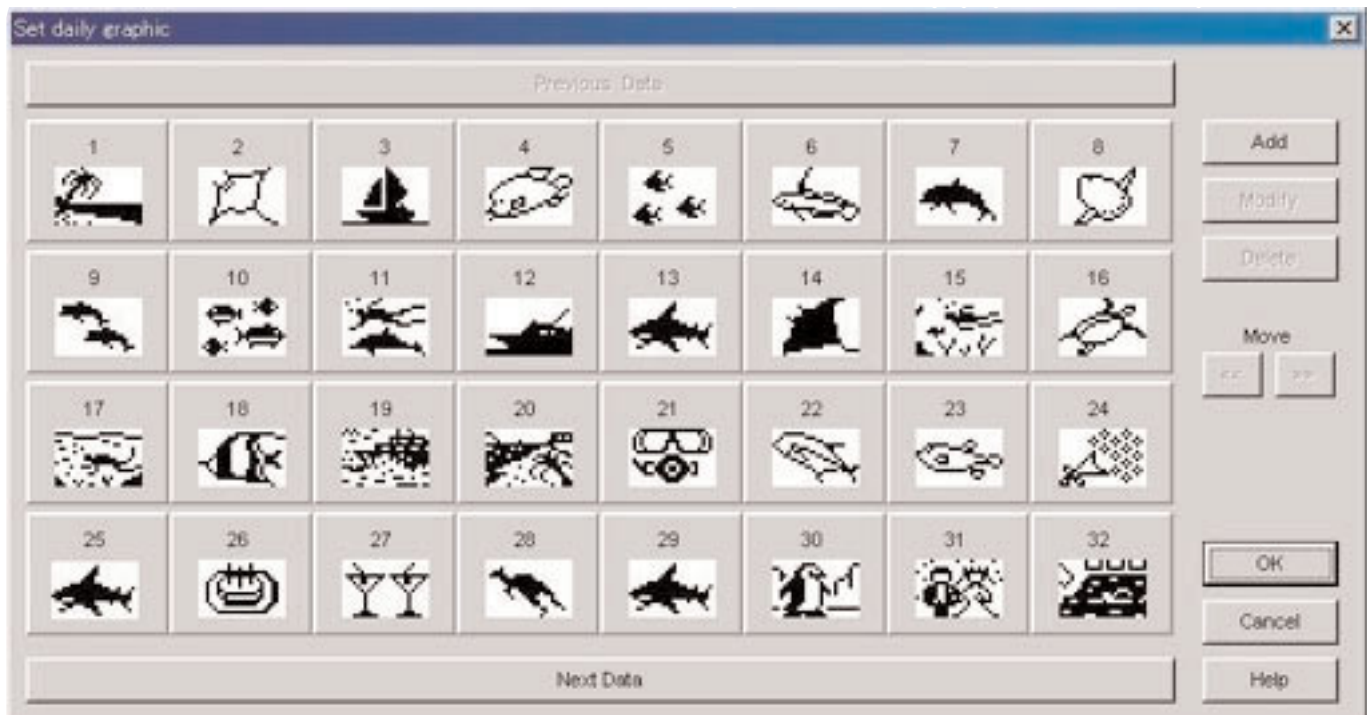 Set daily graphic
Previous Data
1 2 3 4 5 6 7 8
Add
Modify
Delete
9 10 11 12 13 14 15 16
Move
<< >>
17 18 19 20 21 22 23 24
25 26 27 28 29 30 31 32
OK
Cancel
Next Data
Help